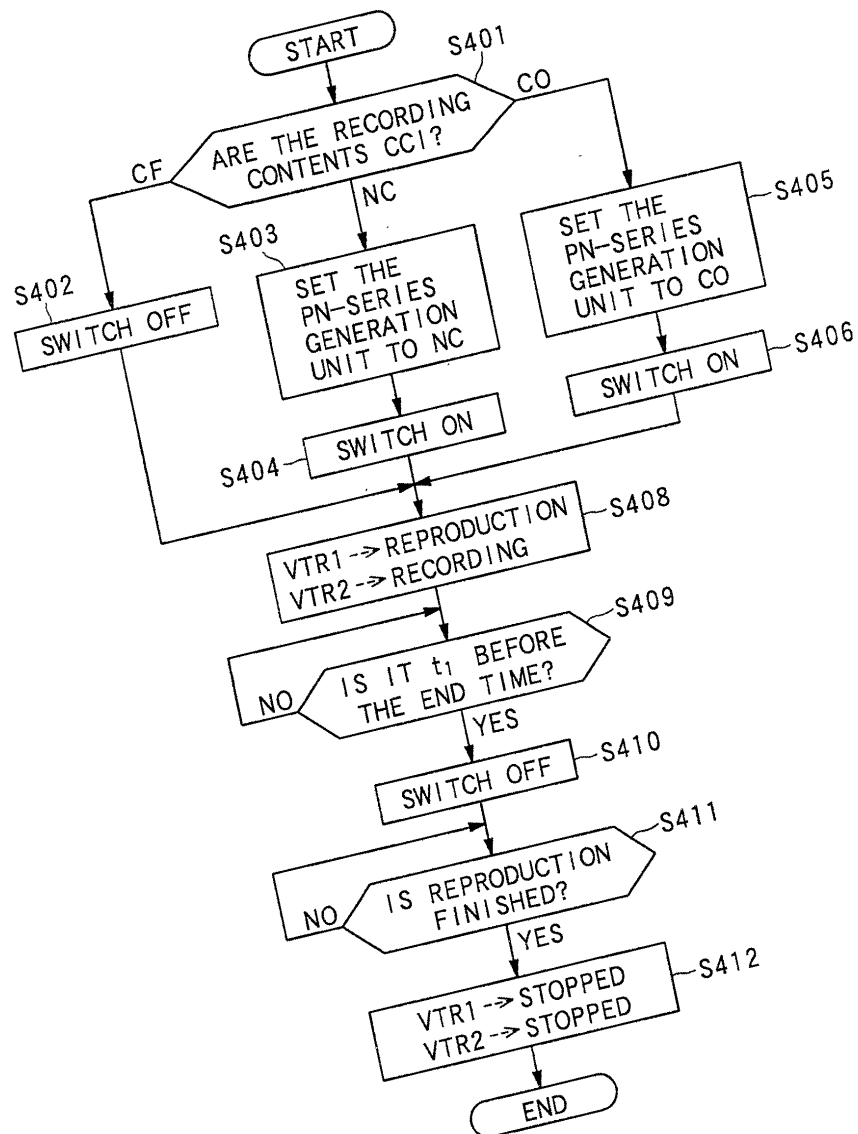 START
S401
ARE THE RECORDING
CONTENTS CCI?
CO
CF
NC
S405
SET THE
PN-SERIES
GENERATION
UNIT TO CO
S403
SET THE
PN-SERIES
GENERATION
UNIT TO NC
S402
SWITCH OFF
S406
SWITCH ON
S404
SWITCH ON
S408
VTR1-->REPRODUCTION
VTR2-->RECORDING
S409
IS IT t1 BEFORE
THE END TIME?
NO
YES
S410
SWITCH OFF
S411
IS REPRODUCTION
FINISHED?
NO
YES
S412
VTR1-->STOPPED
VTR2-->STOPPED
END